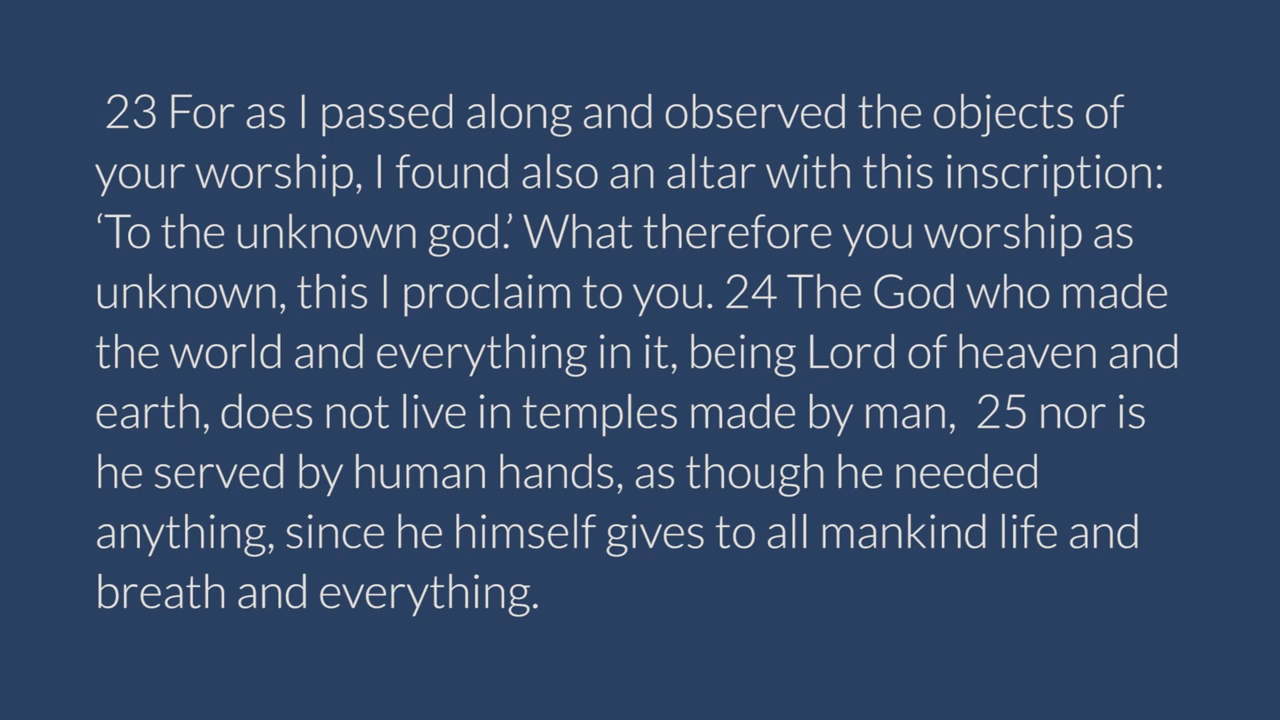 23 For as I passed along and observed the objects of
your worship, I found also an altar with this inscription:
‘To the unknown god.’ What therefore you worship as
unknown, this I proclaim to you. 24 The God who made
the world and everything in it, being Lord of heaven and
earth, does not live in temples made by man,  25 nor is
he served by human hands, as though he needed
anything, since he himself gives to all mankind life and
breath and everything.